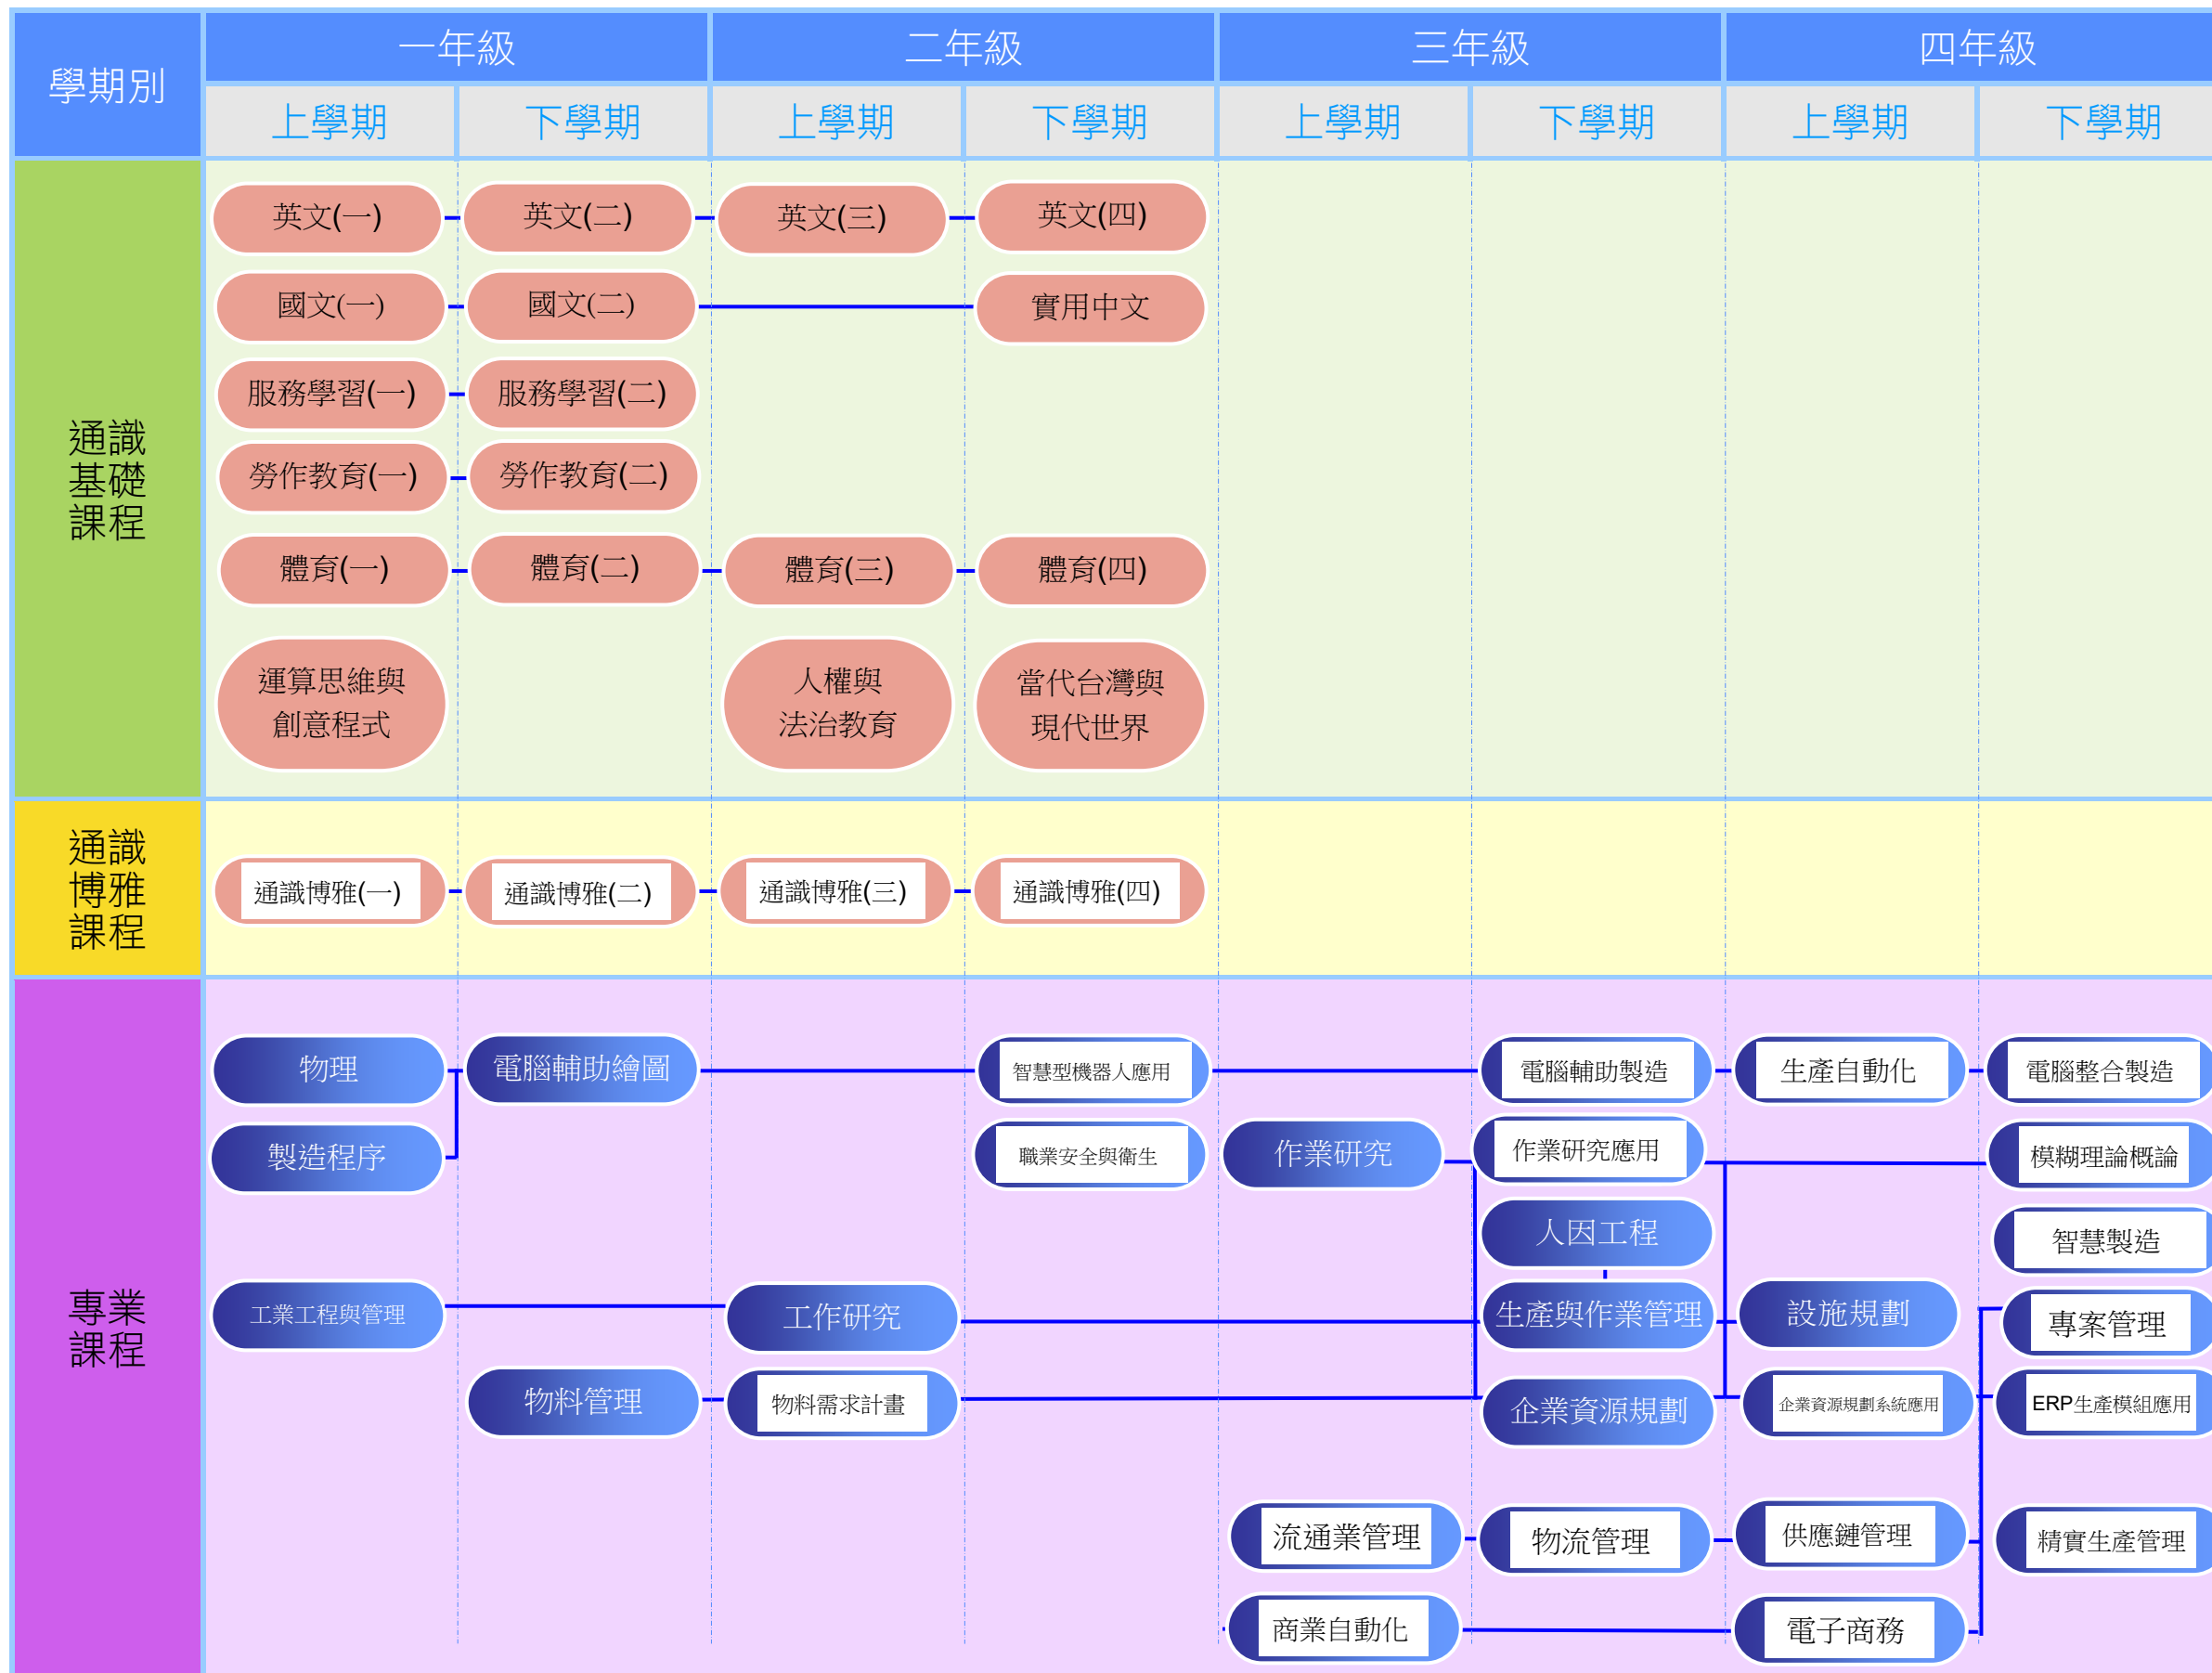 學期別
一年級
二年級
三年級
四年級
上學期
下學期
上學期
下學期
上學期
下學期
上學期
下學期
通識
基礎
課程
英文(一)
英文(二)
英文(三)
英文(四)
國文(一)
國文(二)
實用中文
服務學習(一)
服務學習(二)
勞作教育(一)
勞作教育(二)
體育(一)
體育(二)
體育(三)
體育(四)
運算思維與
創意程式
人權與
法治教育
當代台灣與
現代世界
通識
博雅
課程
通識博雅(一)
通識博雅(二)
通識博雅(三)
通識博雅(四)
專業
課程
物理
電腦輔助繪圖
智慧型機器人應用
電腦輔助製造
生產自動化
電腦整合製造
製造程序
職業安全與衛生
作業研究
作業研究應用
模糊理論概論
人因工程
智慧製造
工業工程與管理
工作研究
生產與作業管理
設施規劃
專案管理
物料管理
物料需求計畫
企業資源規劃
企業資源規劃系統應用
ERP生產模組應用
流通業管理
物流管理
供應鏈管理
精實生產管理
商業自動化
電子商務